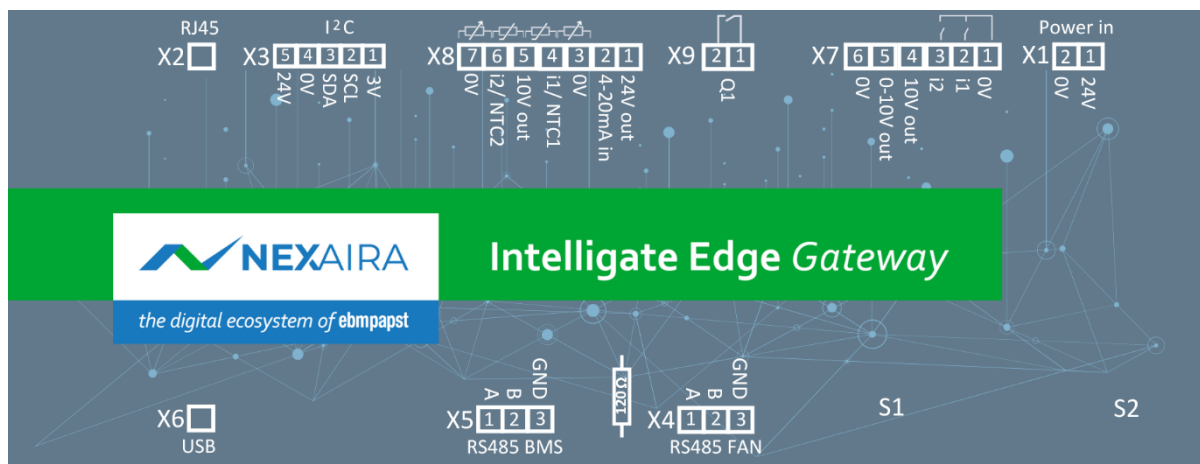 RJ45
X2
I²C
X3 5 4 3 2 1
24V
0V
SDA
SCL
3V
X8 7 6 5 4 3 2 1
0V
i2/ NTC2
10V out
i1/ NTC1
0V
4-20mA in
24V out
X9 2 1
Q1
X7 6 5 4 3 2 1
0V
0-10V out
10V out
i2
i1
0V
Power in
X1 2 1
0V
24V
NEXAIRA
the digital ecosystem of ebmpapst
Intelligate Edge Gateway
X6
USB
A
B
GND
X5 1 2 3
RS485 BMS
120Ω
A
B
GND
X4 1 2 3
RS485 FAN
S1
S2